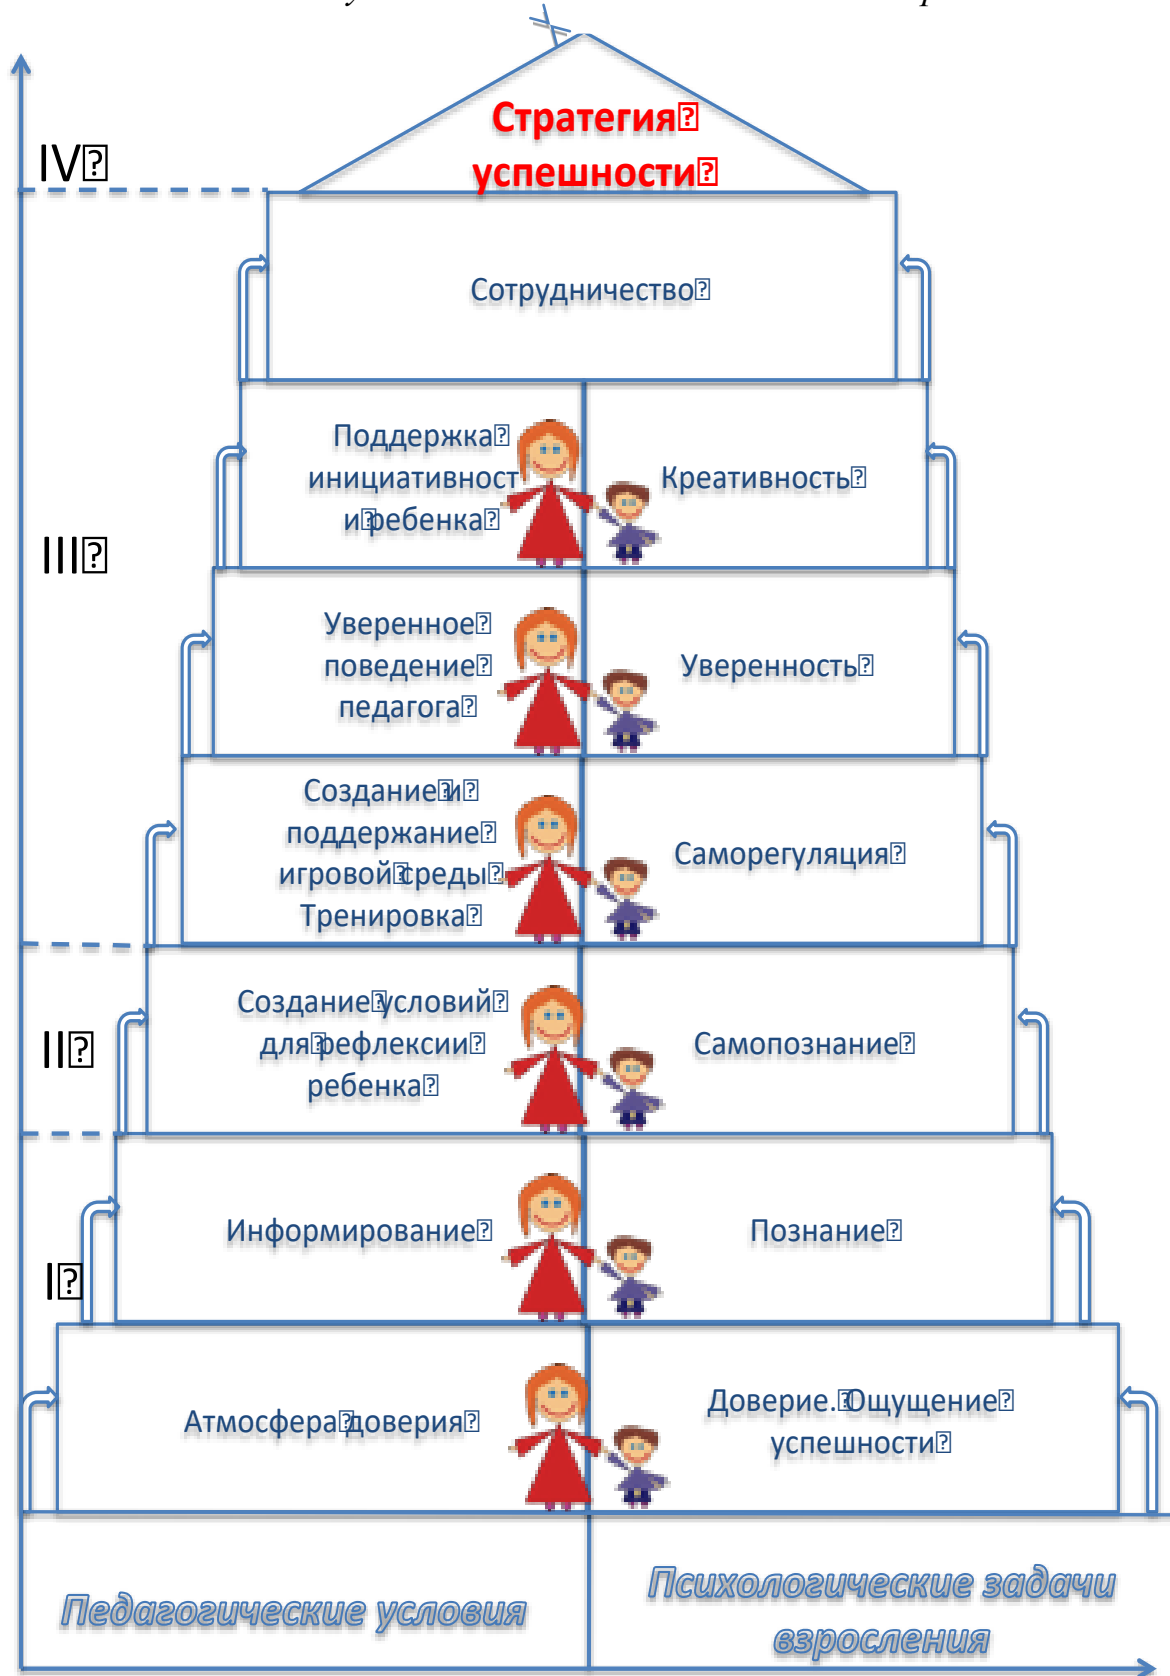 Стратегия
успешности
IV
Сотрудничество
Поддержка
инициативност
и ребенка
Креативность
III
Уверенное
поведение
педагога
Уверенность
Создание и
поддержание
игровой среды
Тренировка
Саморегуляция
II
Создание условий
для рефлексии
ребенка
Самопознание
I
Информирование
Познание
Атмосфера доверия
Доверие. Ощущение
успешности
Педагогические условия
Психологические задачи
взросления